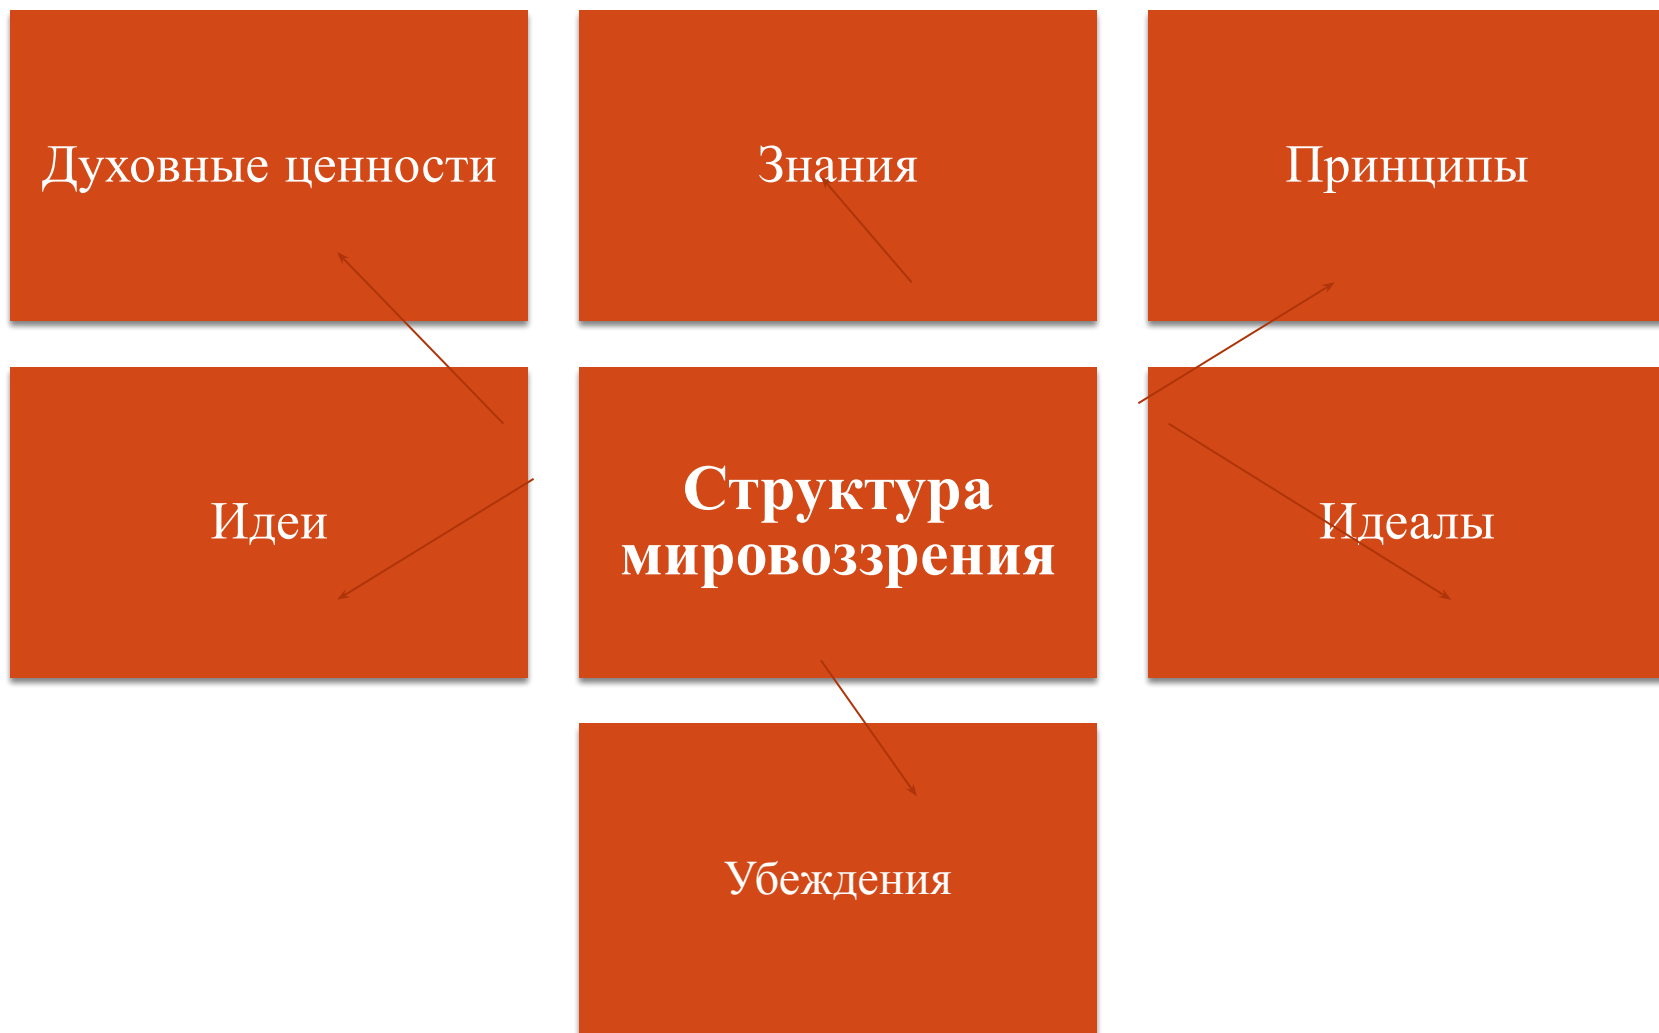 Духовные ценности
Знания
Принципы
Идеи
Структура
мировоззрения
Идеалы
Убеждения